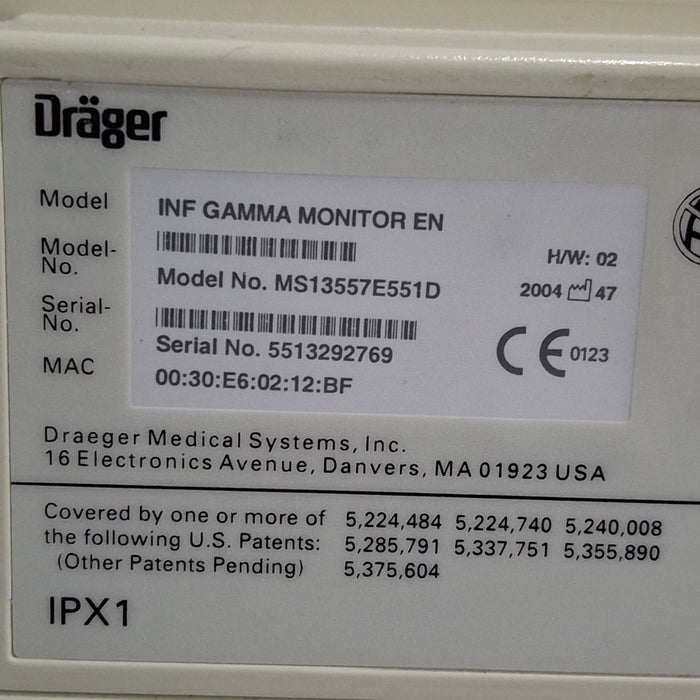 Dräger
Model
INF GAMMA MONITOR EN
Model-
No.
Model No. MS13557E551D
H/W: 02
2004 47
Serial-
No.
Serial No. 5513292769
CE 0123
MAC
00:30:E6:02:12:BF
Draeger Medical Systems, Inc.
16 Electronics Avenue, Danvers, MA 01923 USA
Covered by one or more of 5,224,484 5,224,740 5,240,008
the following U.S. Patents: 5,285,791 5,337,751 5,355,890
(Other Patents Pending) 5,375,604
IPX1